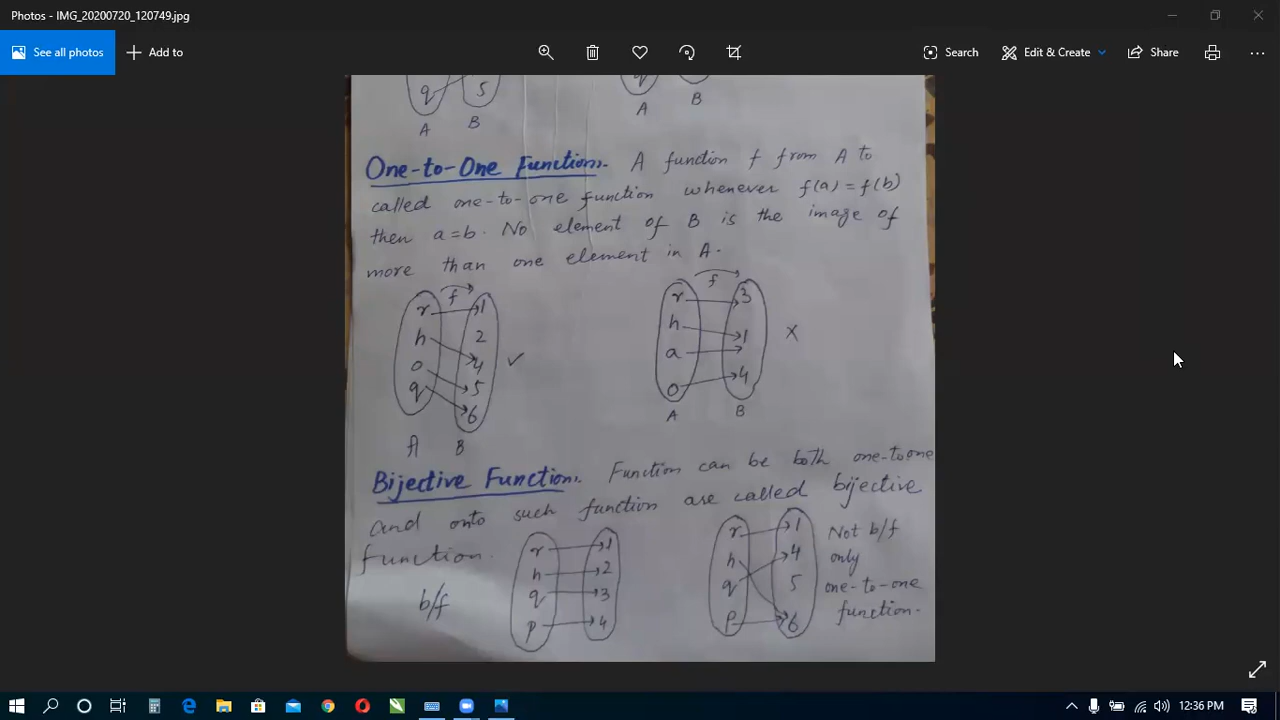 Photos - IMG_20200720_120749.jpg
See all photos
Add to
Search
Edit & Create
Share
q 5 q
A B A B
One-to-One Function. A function f from A to
called one-to-one function whenever f(a) = f(b)
then a=b. No element of B is the image of
more than one element in A.
f f
r 1 r 3
h 2 h 1
o 4 a
q 5 o 4
6
A B A B
✓ X
Bijective Function. Function can be both one-to-one
and onto such function are called bijective
function.
b/f
r 1
h 2
q 3
p 4
r 1
h 4
q 5
p 6
Not b/f
only
one-to-one
function.
12:36 PM